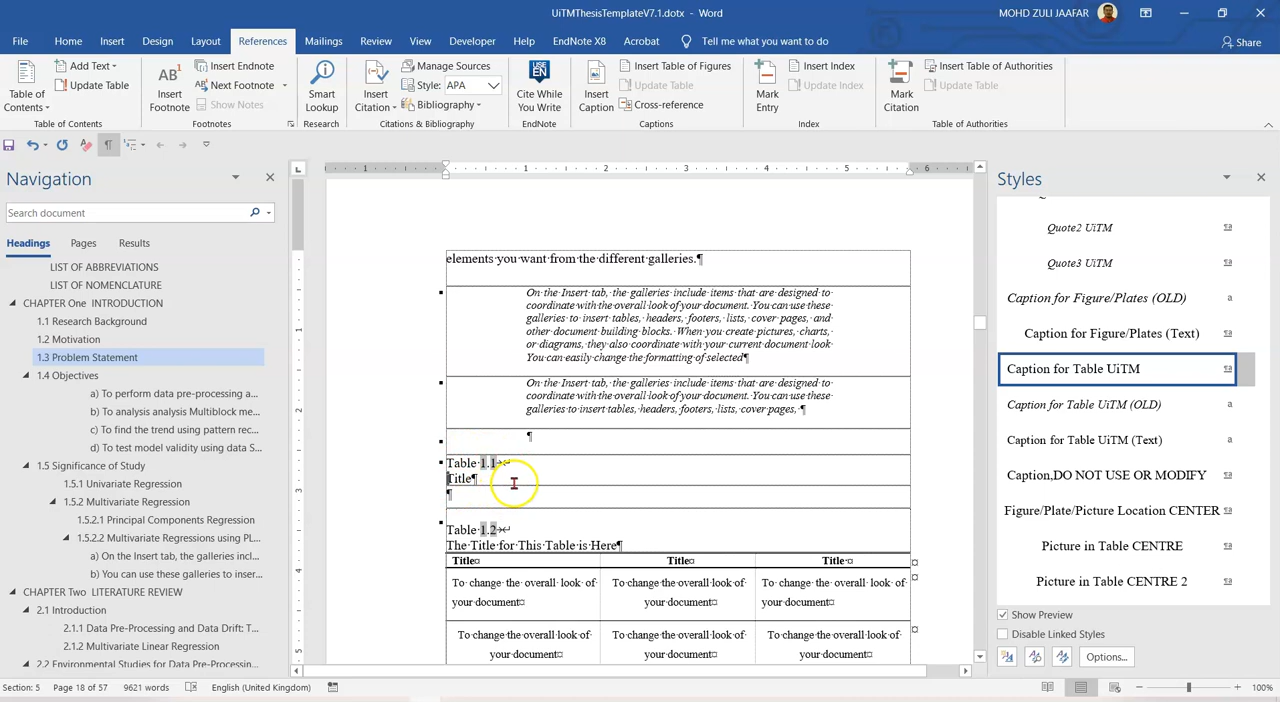 UiTMThesisTemplateV7.1.dotx - Word
MOHD ZULI JAAFAR
File Home Insert Design Layout References Mailings Review View Developer Help EndNote X8 Acrobat Tell me what you want to do
Share
Table of Contents
Add Text
Update Table
Table of Contents
AB1
Insert Footnote
Insert Endnote
Next Footnote
Show Notes
Footnotes
Smart Lookup
Research
Insert Citation
Manage Sources
Style: APA
Bibliography
Citations & Bibliography
USE EN
Cite While You Write
EndNote
Insert Caption
Insert Table of Figures
Update Table
Cross-reference
Captions
Mark Entry
Insert Index
Update Index
Index
Mark Citation
Insert Table of Authorities
Update Table
Table of Authorities
Navigation
Search document
Headings Pages Results
LIST OF ABBREVIATIONS
LIST OF NOMENCLATURE
CHAPTER One INTRODUCTION
1.1 Research Background
1.2 Motivation
1.3 Problem Statement
1.4 Objectives
a) To perform data pre-processing a...
b) To analysis analysis Multiblock me...
c) To find the trend using pattern rec...
d) To test model validity using data S...
1.5 Significance of Study
1.5.1 Univariate Regression
1.5.2 Multivariate Regressions
1.5.2.1 Principal Components Regression
1.5.2.2 Multivariate Regressions using PL...
a) On the Insert tab, the galleries incl...
b) You can use these galleries to inser...
CHAPTER Two LITERATURE REVIEW
2.1 Introduction
2.1.1 Data Pre-Processing and Data Drift: T...
2.1.2 Multivariate Linear Regression
2.2 Environmental Studies for Data Pre-Processin...
1 1 2 3 4 5 6
1
2
3
4
5
elements you want from the different galleries.¶
On the Insert tab, the galleries include items that are designed to
coordinate with the overall look of your document. You can use these
galleries to insert tables, headers, footers, lists, cover pages, and
other document building blocks. When you create pictures, charts,
or diagrams, they also coordinate with your current document look
You can easily change the formatting of selected¶
On the Insert tab, the galleries include items that are designed to
coordinate with the overall look of your document. You can use these
galleries to insert tables, headers, footers, lists, cover pages, ¶
¶
Table 1.1
Title¶
¶
Table 1.2
The Title for This Table is Here¶
Title¤ Title¤ Title ¤
To change the overall look of your document¤
To change the overall look of your document¤
To change the overall look of your document¤
To change the overall look of your document¤
To change the overall look of your document¤
To change the overall look of your document¤
Styles
Quote2 UiTM
Quote3 UiTM
Caption for Figure/Plates (OLD) a
Caption for Figure/Plates (Text)
Caption for Table UiTM
Caption for Table UiTM (OLD) a
Caption for Table UiTM (Text)
Caption,DO NOT USE OR MODIFY
Figure/Plate/Picture Location CENTER
Picture in Table CENTRE
Picture in Table CENTRE 2
Show Preview
Disable Linked Styles
Options...
Section: 5 Page 18 of 57 9621 words English (United Kingdom)
100%